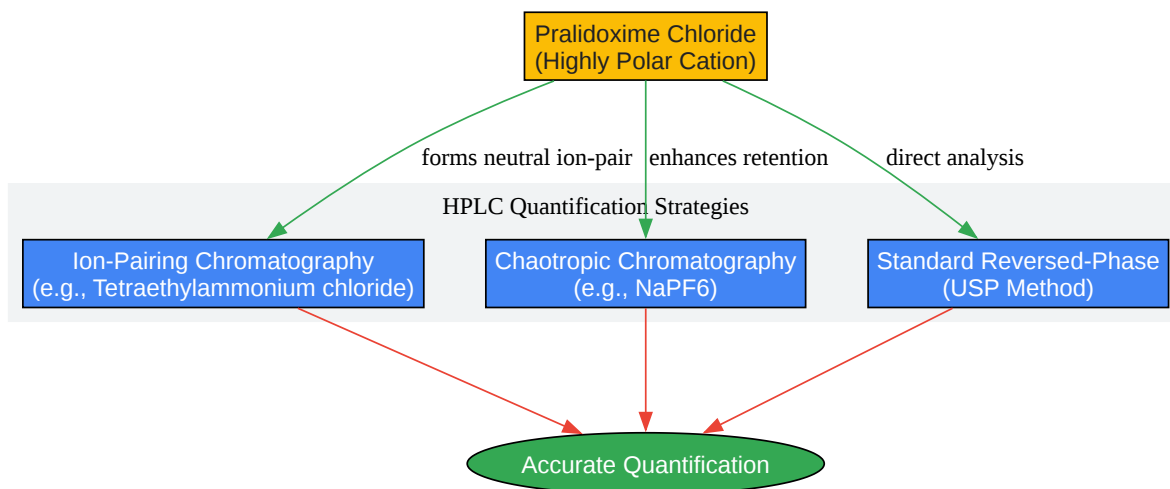 Pralidoxime Chloride
(Highly Polar Cation)
forms neutral ion-pair
enhances retention
direct analysis
HPLC Quantification Strategies
Ion-Pairing Chromatography
(e.g., Tetraethylammonium chloride)
Chaotropic Chromatography
(e.g., NaPF6)
Standard Reversed-Phase
(USP Method)
Accurate Quantification